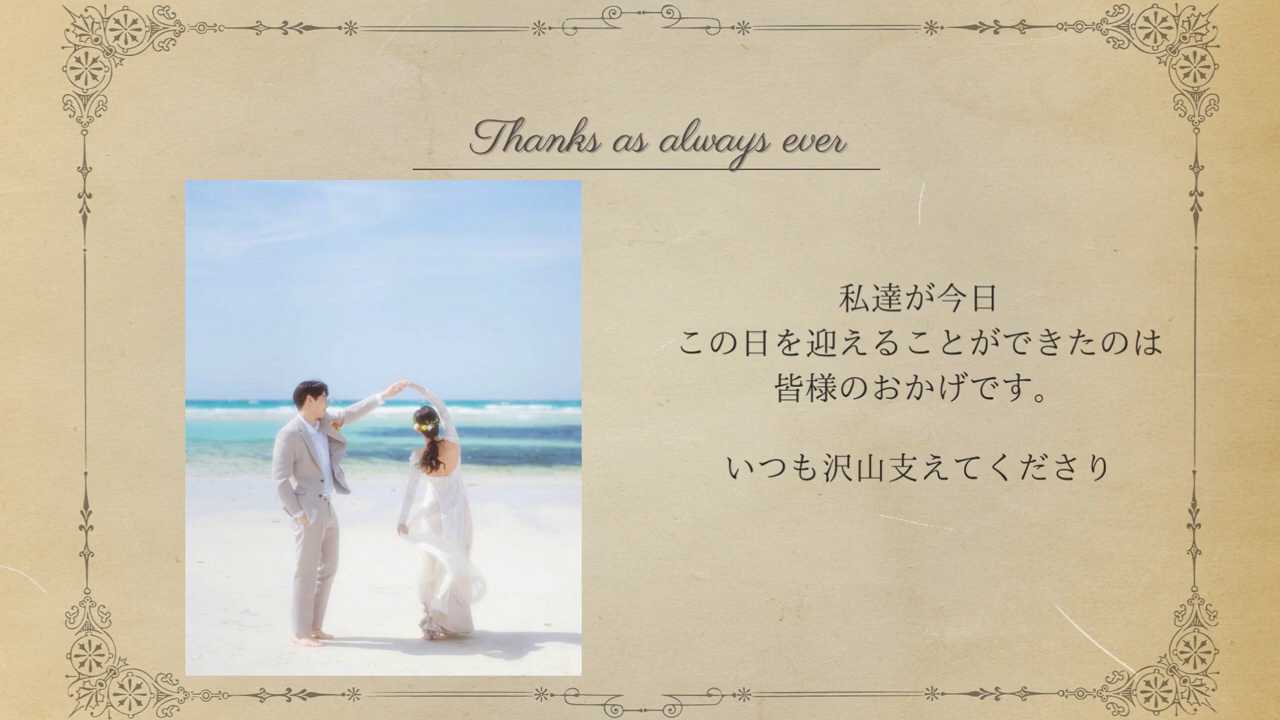 Thanks as always ever
私達が今日
この日を迎えることができたのは
皆様のおかげです。
いつも沢山支えてくださり